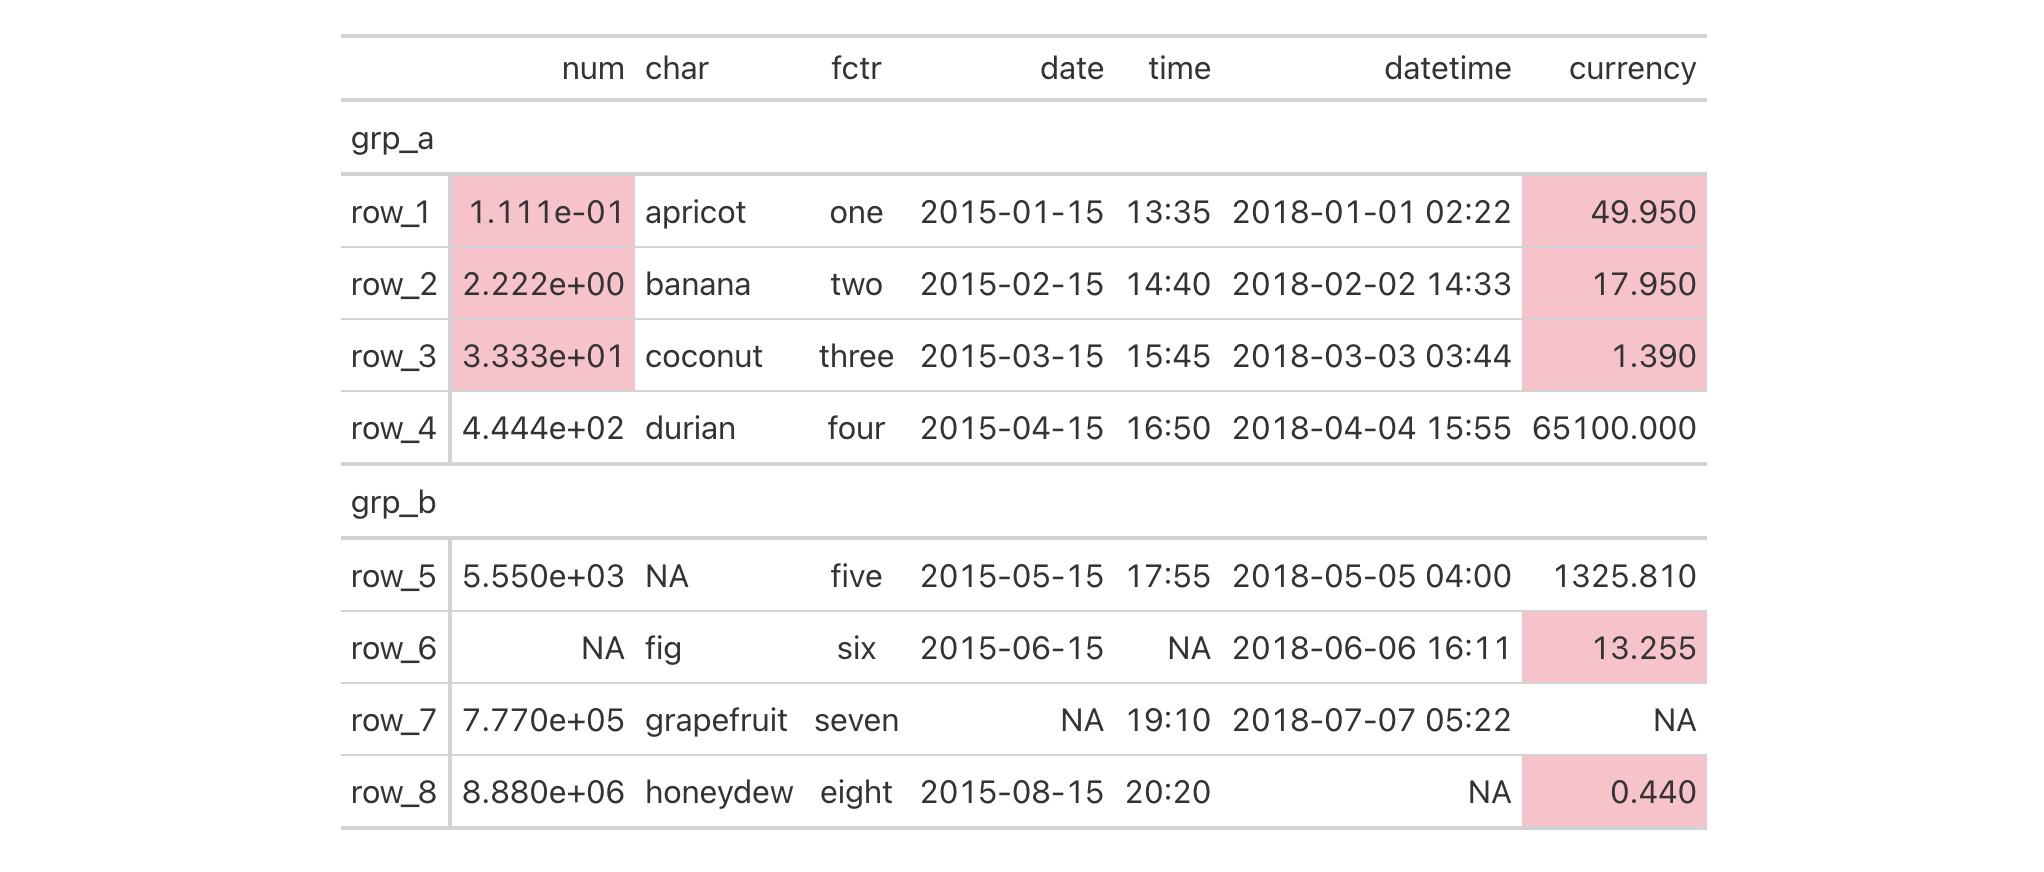 num char fctr date time datetime currency
grp_a
row_1 1.111e-01 apricot one 2015-01-15 13:35 2018-01-01 02:22 49.950
row_2 2.222e+00 banana two 2015-02-15 14:40 2018-02-02 14:33 17.950
row_3 3.333e+01 coconut three 2015-03-15 15:45 2018-03-03 03:44 1.390
row_4 4.444e+02 durian four 2015-04-15 16:50 2018-04-04 15:55 65100.000
grp_b
row_5 5.550e+03 NA five 2015-05-15 17:55 2018-05-05 04:00 1325.810
row_6 NA fig six 2015-06-15 NA 2018-06-06 16:11 13.255
row_7 7.770e+05 grapefruit seven NA 19:10 2018-07-07 05:22 NA
row_8 8.880e+06 honeydew eight 2015-08-15 20:20 NA 0.440